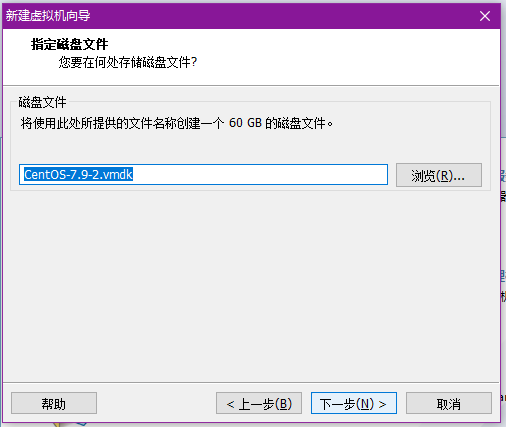 新建虚拟机向导
指定磁盘文件
您要在何处存储磁盘文件?
磁盘文件
将使用此处所提供的文件名称创建一个 60 GB 的磁盘文件。
CentOS-7.9-2.vmdk
浏览(R)...
帮助
< 上一步(B)
下一步(N) >
取消